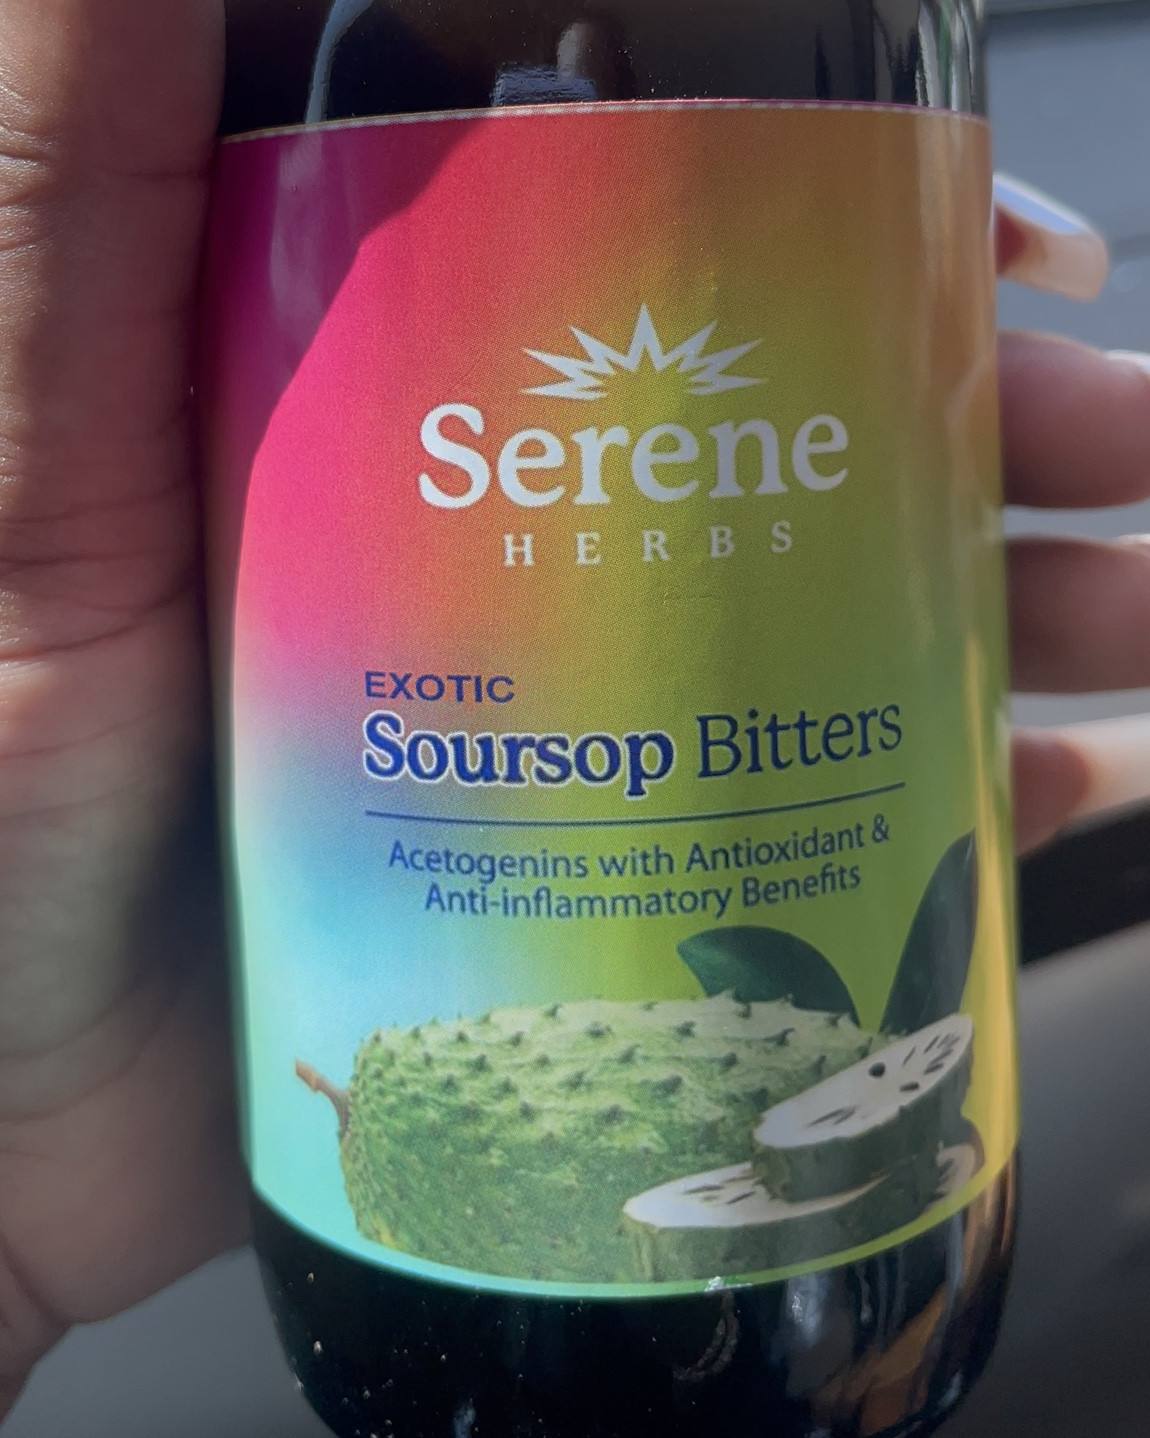 Serene
HERBS
EXOTIC
Soursop Bitters
Acetogenins with Antioxidant &
Anti-inflammatory Benefits